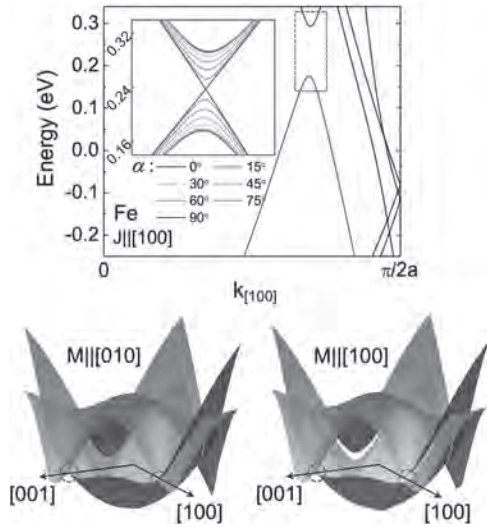 0.3
0.2
0.1
0.0
-0.1
-0.2
Energy (eV)
0.32
0.24
0.16
α : 0° 15°
30° 45°
60° 75
90°
Fe
J||[100]
0 π/2a
k[100]
M||[010] M||[100]
[001] [100] [001] [100]